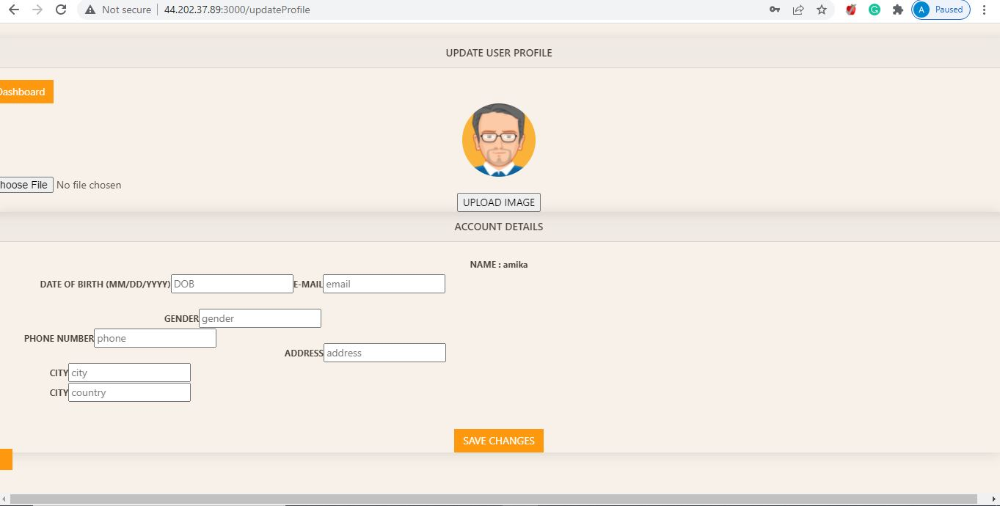 Not secure 44.202.37.89:3000/updateProfile A Paused
UPDATE USER PROFILE
Dashboard
hoose File No file chosen
UPLOAD IMAGE
ACCOUNT DETAILS
NAME : amika
DATE OF BIRTH (MM/DD/YYYY) DOB E-MAIL email
GENDER gender
PHONE NUMBER phone
ADDRESS address
CITY city
CITY country
SAVE CHANGES